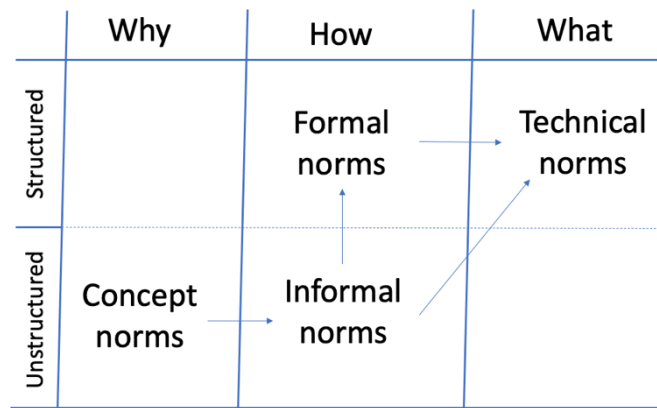 Why How What
Structured
Formal
norms
Technical
norms
Unstructured
Concept
norms
Informal
norms